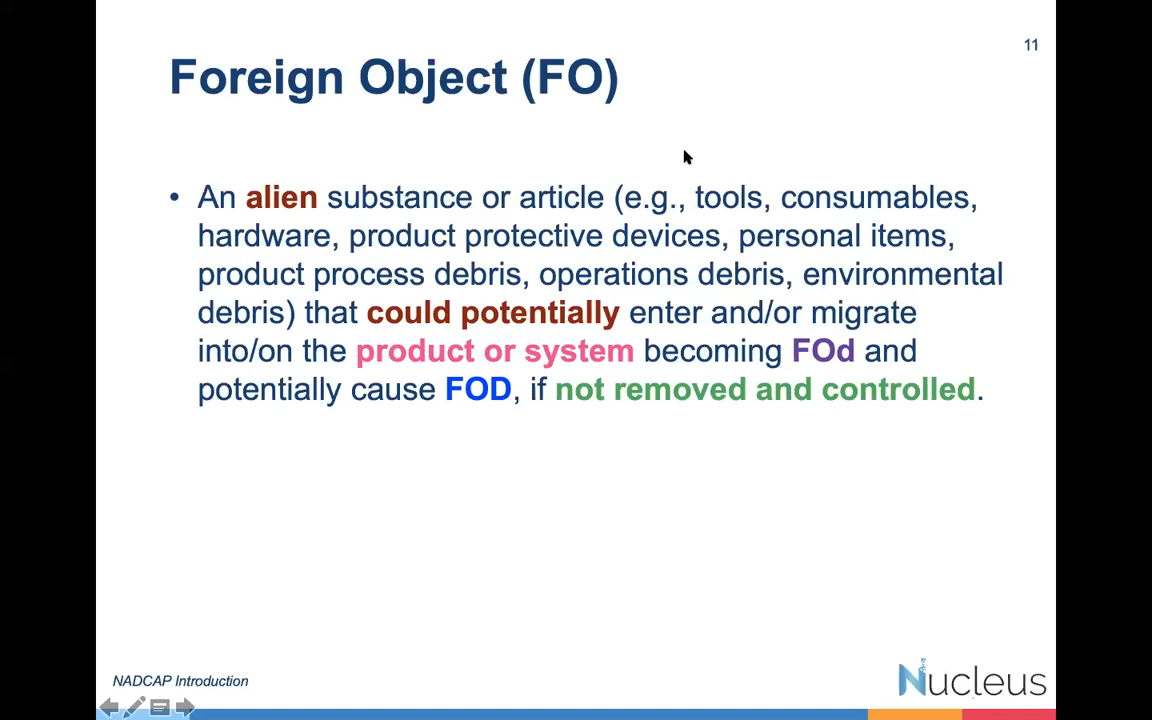 11
Foreign Object (FO)
• An alien substance or article (e.g., tools, consumables,
hardware, product protective devices, personal items,
product process debris, operations debris, environmental
debris) that could potentially enter and/or migrate
into/on the product or system becoming FOd and
potentially cause FOD, if not removed and controlled.
NADCAP Introduction
Nucleus